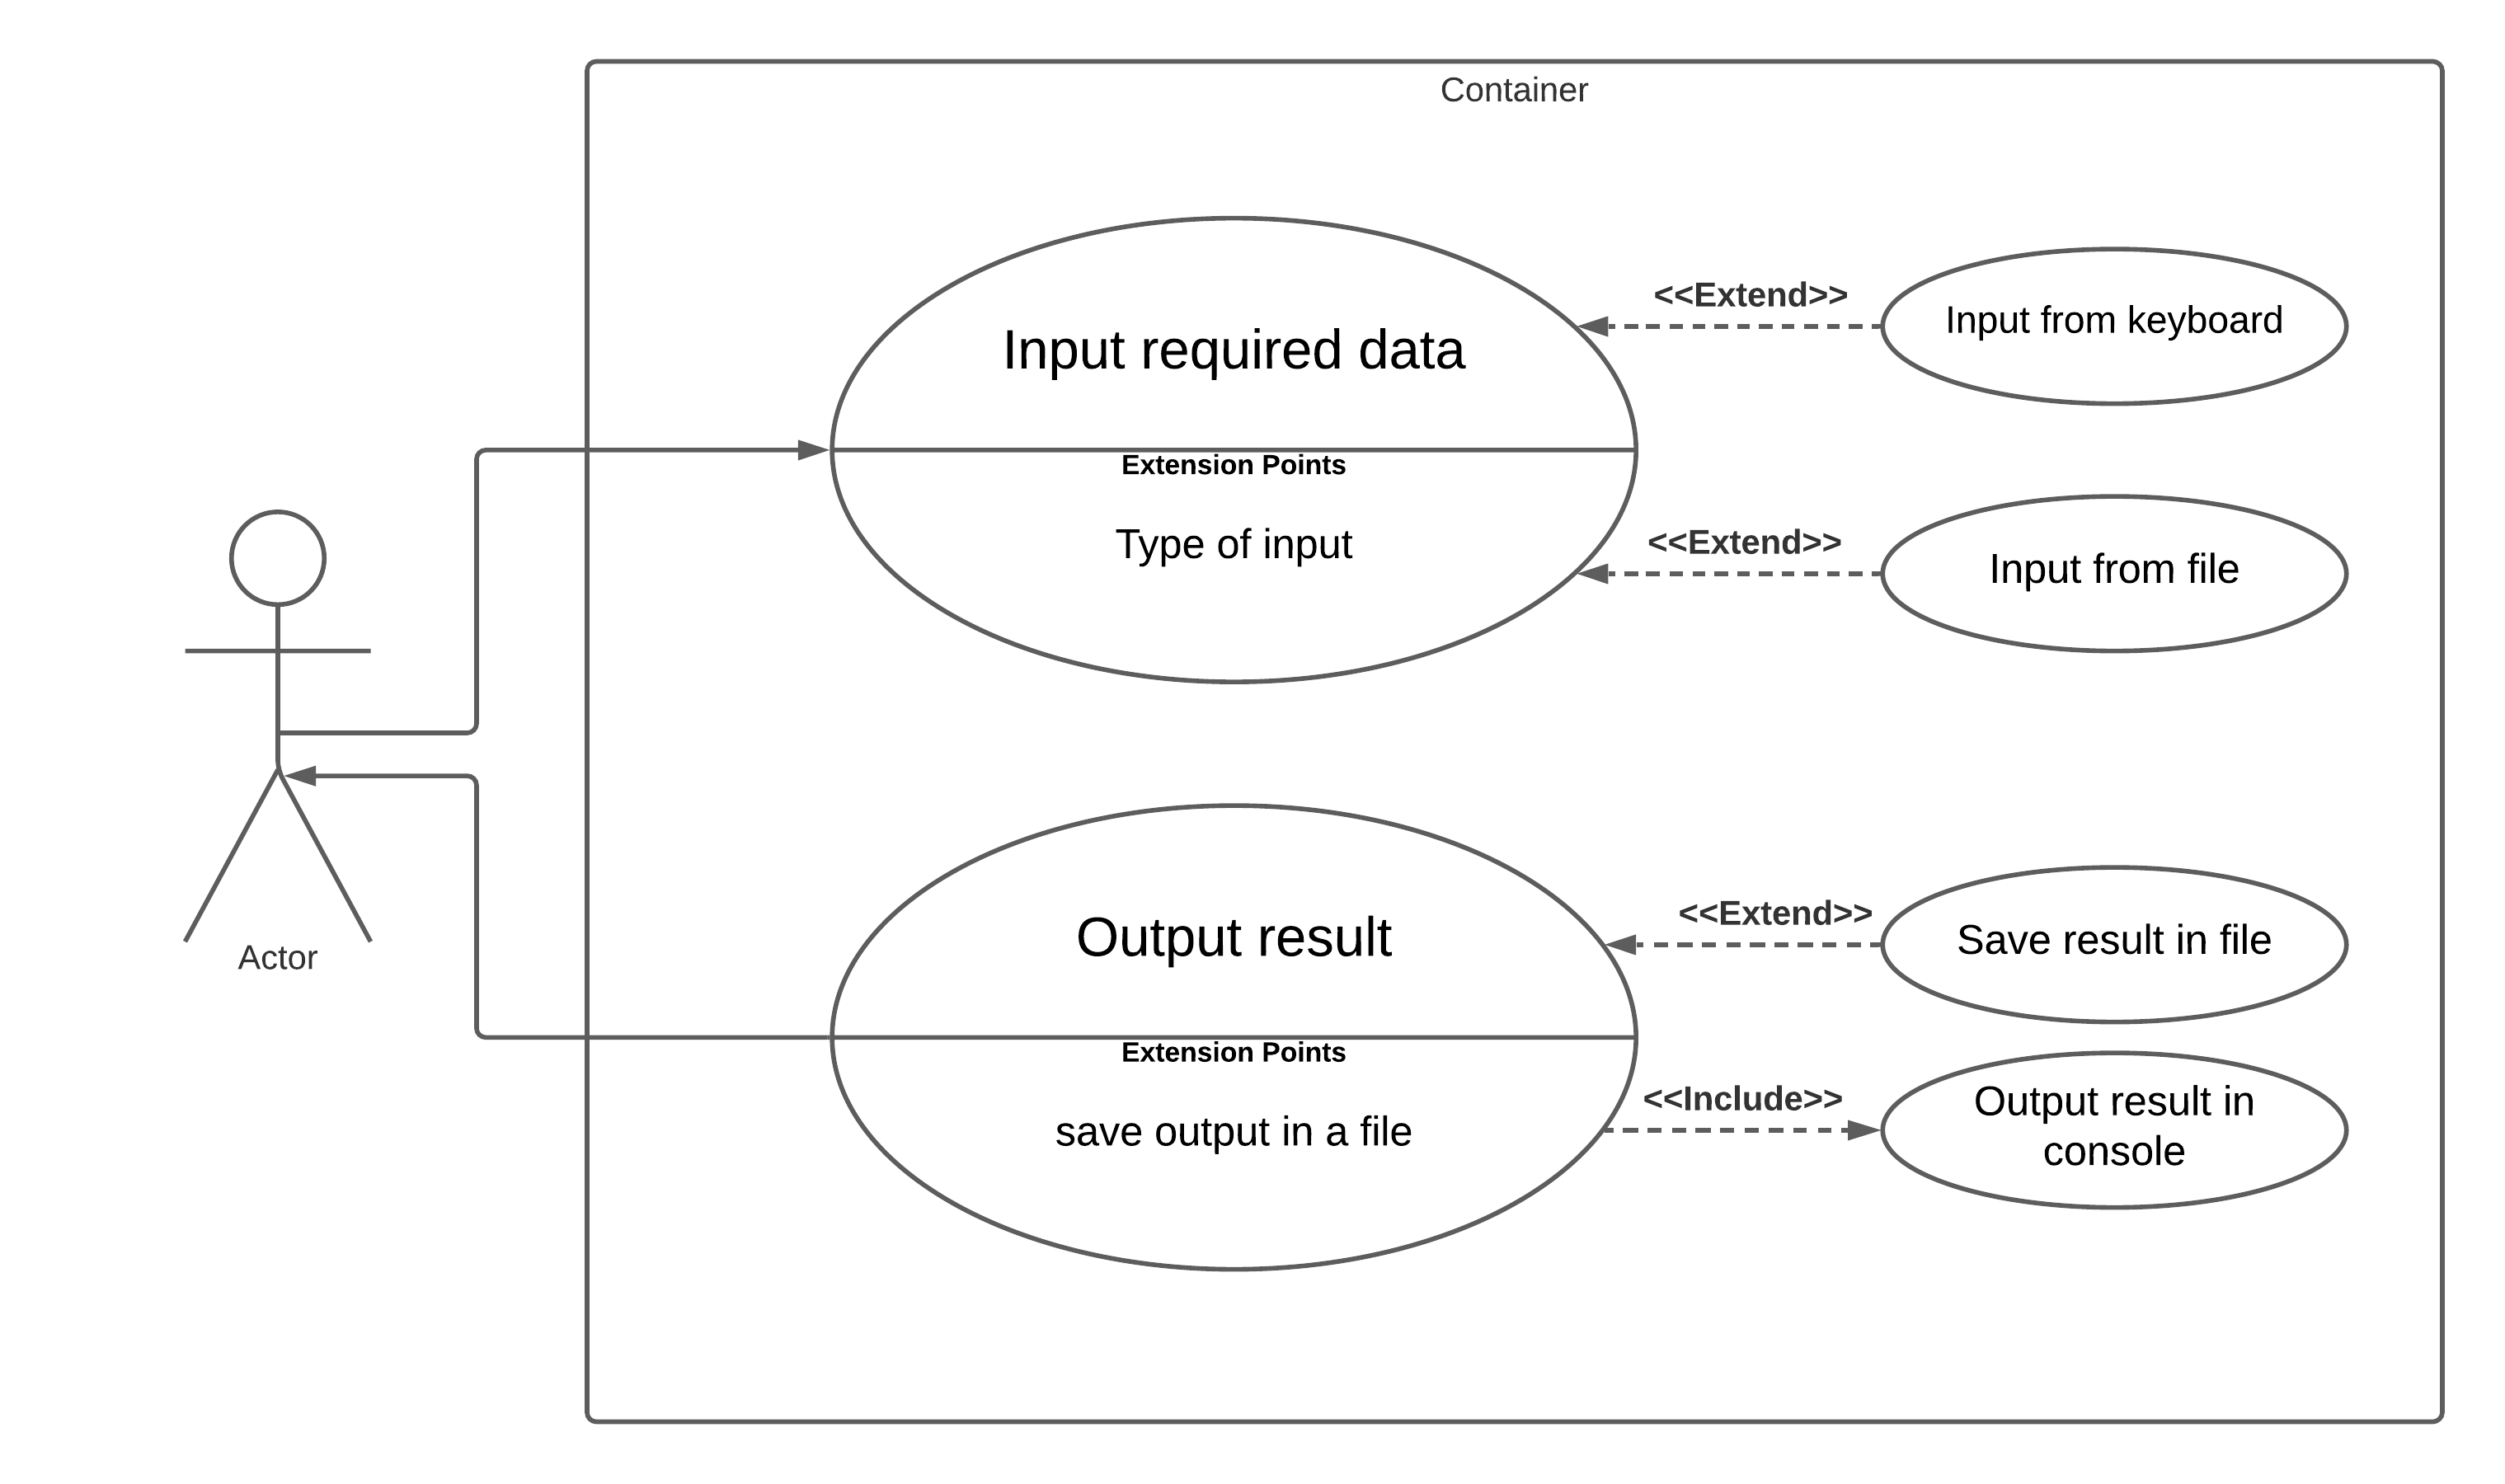 Container
Input required data
Extension Points
Type of input
<<Extend>>
Input from keyboard
<<Extend>>
Input from file
Actor
Output result
Extension Points
save output in a file
<<Extend>>
Save result in file
<<Include>>
Output result in
console